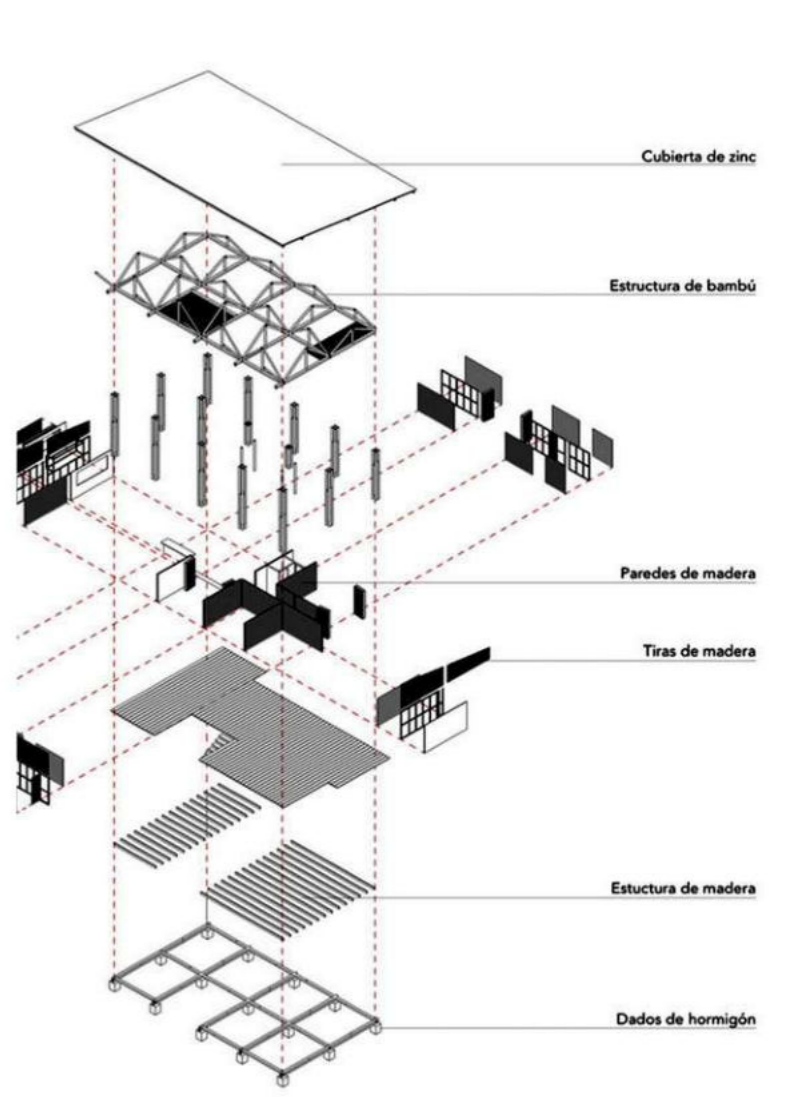 Cubierta de zinc
Estructura de bambú
Paredes de madera
Tiras de madera
Estuctura de madera
Dados de hormigón